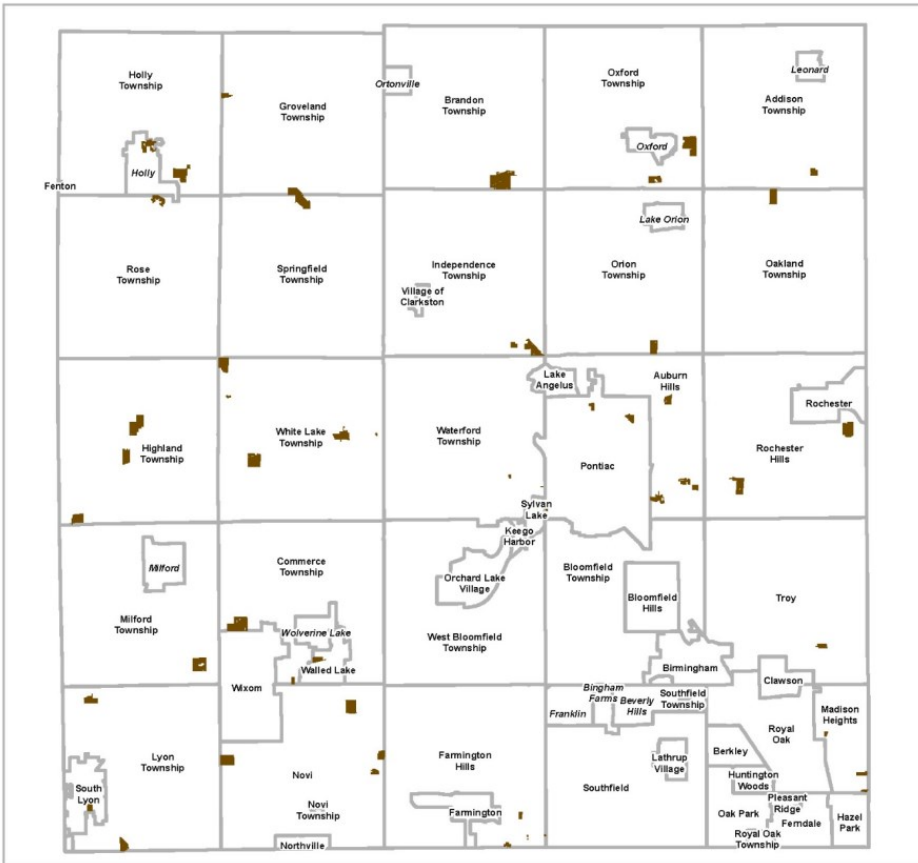 Holly
Township
Groveland
Township
Ortonville
Brandon
Township
Oxford
Township
Leonard
Addison
Township
Holly
Oxford
Fenton
Rose
Township
Springfield
Township
Independence
Township
Village of
Clarkston
Lake Orion
Orion
Township
Oakland
Township
Highland
Township
White Lake
Township
Waterford
Township
Lake
Angelus
Auburn
Hills
Pontiac
Rochester
Rochester
Hills
Sylvan
Lake
Keego
Harbor
Milford
Milford
Township
Commerce
Township
Wolverine Lake
Walled Lake
Wixom
Orchard Lake
Village
West Bloomfield
Township
Bloomfield
Township
Bloomfield
Hills
Birmingham
Troy
Clawson
Lyon
Township
South
Lyon
Novi
Novi
Township
Northville
Farmington
Hills
Farmington
Franklin
Bingham
Farms
Beverly
Hills
Southfield
Township
Southfield
Lathrup
Village
Berkley
Royal
Oak
Madison
Heights
Huntington
Woods
Oak Park
Pleasant
Ridge
Ferndale
Royal Oak
Township
Hazel
Park